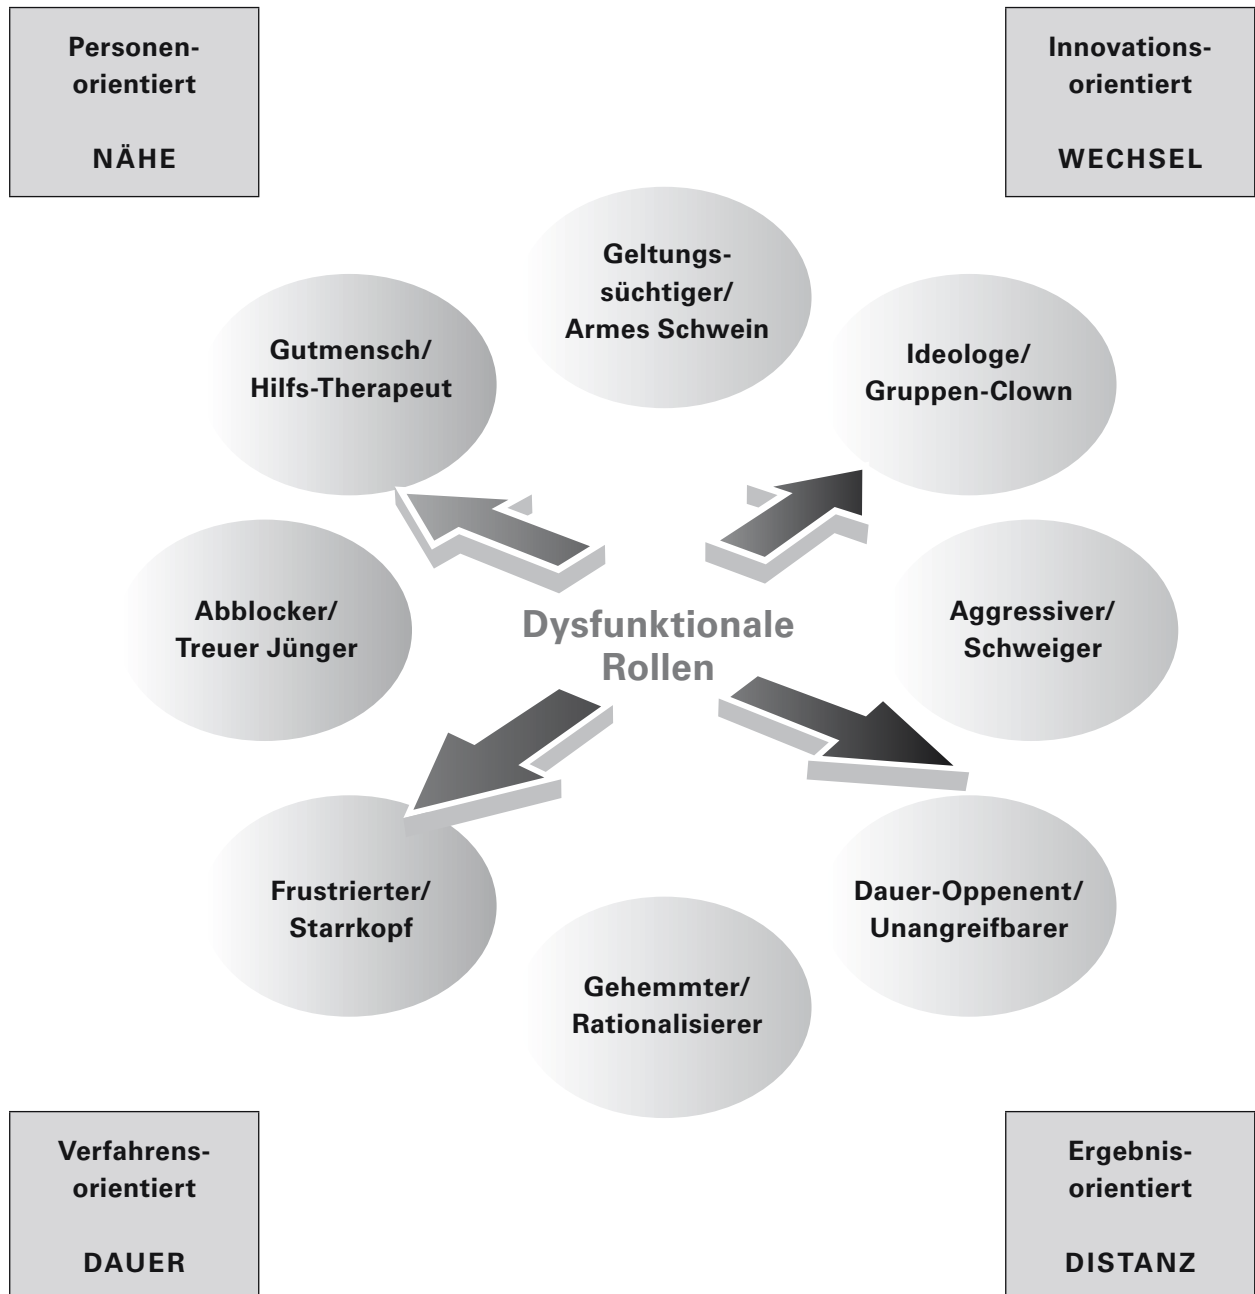 Personen-
orientiert
NÄHE
Innovations-
orientiert
WECHSEL
Geltungs-
süchtiger/
Armes Schwein
Gutmensch/
Hilfs-Therapeut
Ideologe/
Gruppen-Clown
Abblocker/
Treuer Jünger
Dysfunktionale
Rollen
Aggressiver/
Schweiger
Frustrierter/
Starrkopf
Dauer-Oppenent/
Unangreifbarer
Gehemmter/
Rationalisierer
Verfahrens-
orientiert
DAUER
Ergebnis-
orientiert
DISTANZ